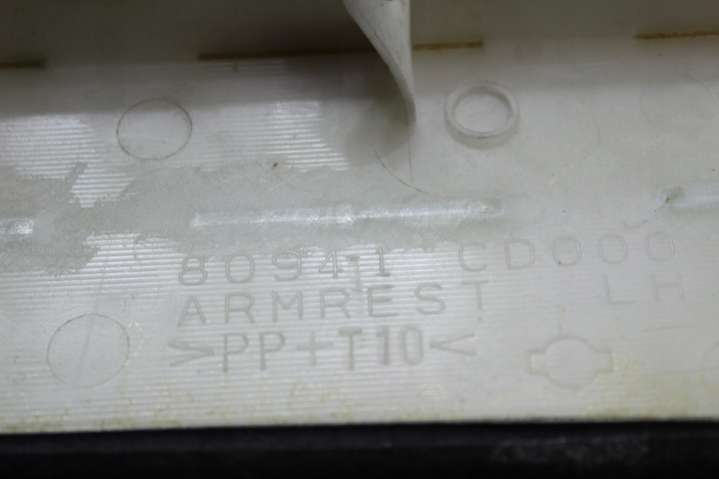 80941 CD000
ARMREST LH
>PP+T10<